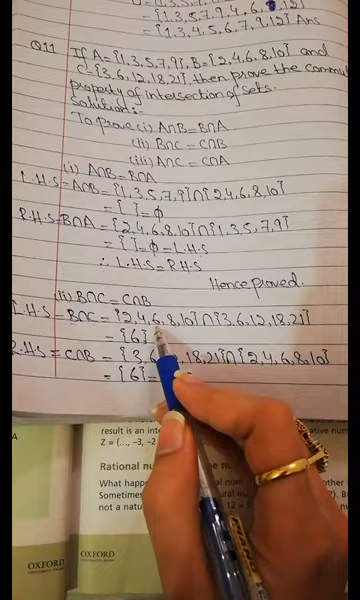 = {1,3,5,7,9,4,6,8,12}
= {1,3,4,5,6,7,9,12} Ans
Q11 If A={1,3,5,7,9}, B={2,4,6,8,10} and
C={3,6,12,18,21}, then prove the commu
property of intersection of sets.
Solution:-
To Prove (i) A∩B=B∩A
(ii) B∩C=C∩B
(iii) A∩C=C∩A
(i) A∩B=B∩A
L.H.S=A∩B={1,3,5,7,9}∩{2,4,6,8,10}
={ }=ϕ
R.H.S=B∩A={2,4,6,8,10}∩{1,3,5,7,9}
={ }=ϕ=L.H.S
∴ L.H.S=R.H.S
Hence proved.
(ii) B∩C=C∩B
L.H.S=B∩C={2,4,6,8,10}∩{3,6,12,18,21}
={6}
R.H.S=C∩B={3,6,18,21}∩{2,4,6,8,10}
={6}=
result is an
Z = {..., –3, –2
Rational nu
ne nu
What happ
Sometimes
not a natu
12 ÷
OXFORD
OXFORD